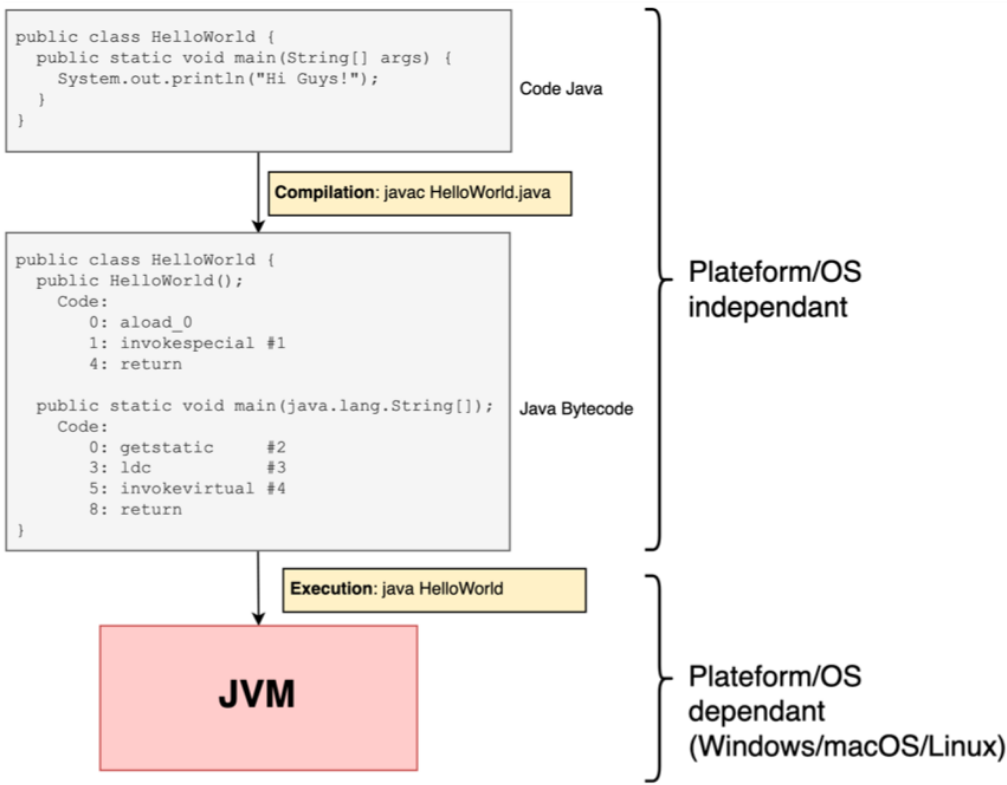 public class HelloWorld {
  public static void main(String[] args) {
    System.out.println("Hi Guys!");
  }
}
Code Java
Compilation: javac HelloWorld.java
public class HelloWorld {
  public HelloWorld();
    Code:
       0: aload_0
       1: invokespecial #1
       4: return
  public static void main(java.lang.String[]);
    Code:
       0: getstatic     #2
       3: ldc           #3
       5: invokevirtual #4
       8: return
}
Java Bytecode
Plateform/OS
independant
Execution: java HelloWorld
JVM
Plateform/OS
dependant
(Windows/macOS/Linux)